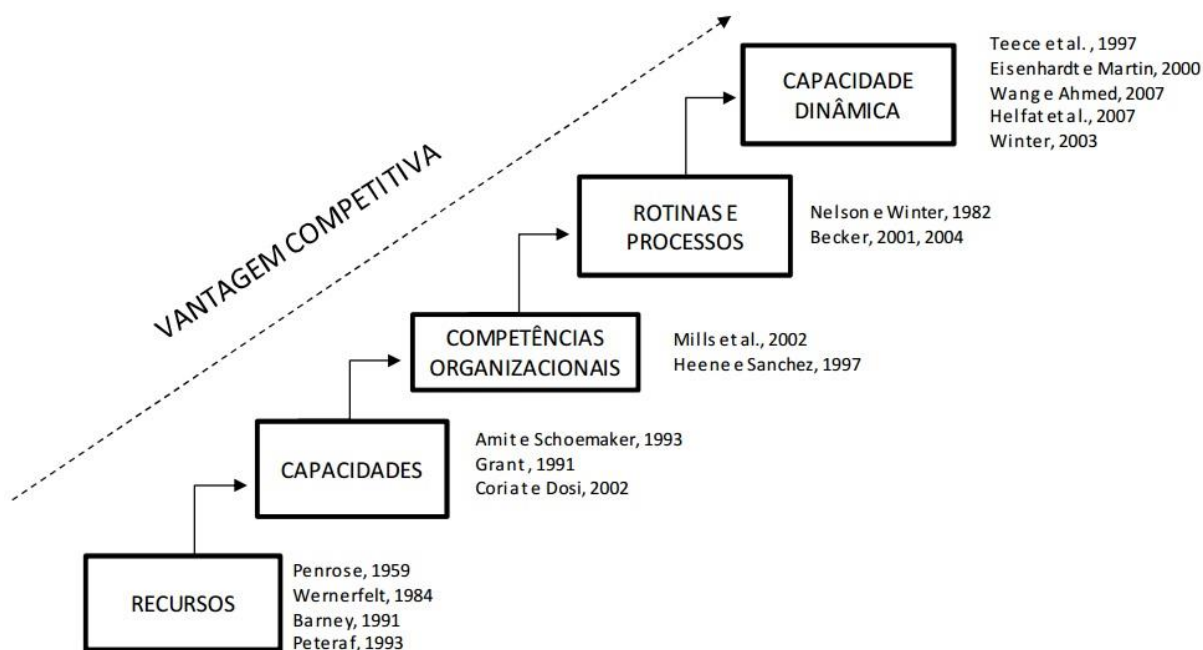 Teece et al., 1997
Eisenhardt e Martin, 2000
Wang e Ahmed, 2007
Helfat et al., 2007
Winter, 2003
CAPACIDADE
DINÂMICA
VANTAGEM COMPETITIVA
ROTINAS E
PROCESSOS
Nelson e Winter, 1982
Becker, 2001, 2004
COMPETÊNCIAS
ORGANIZACIONAIS
Mills et al., 2002
Heene e Sanchez, 1997
CAPACIDADES
Amit e Schoemaker, 1993
Grant, 1991
Coriat e Dosi, 2002
RECURSOS
Penrose, 1959
Wernerfelt, 1984
Barney, 1991
Peteraf, 1993